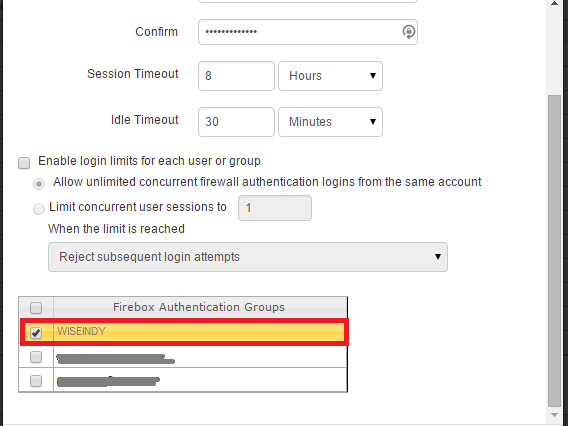 Confirm
Session Timeout 8 Hours
Idle Timeout 30 Minutes
Enable login limits for each user or group
Allow unlimited concurrent firewall authentication logins from the same account
Limit concurrent user sessions to 1
When the limit is reached
Reject subsequent login attempts
Firebox Authentication Groups
WISEINDY